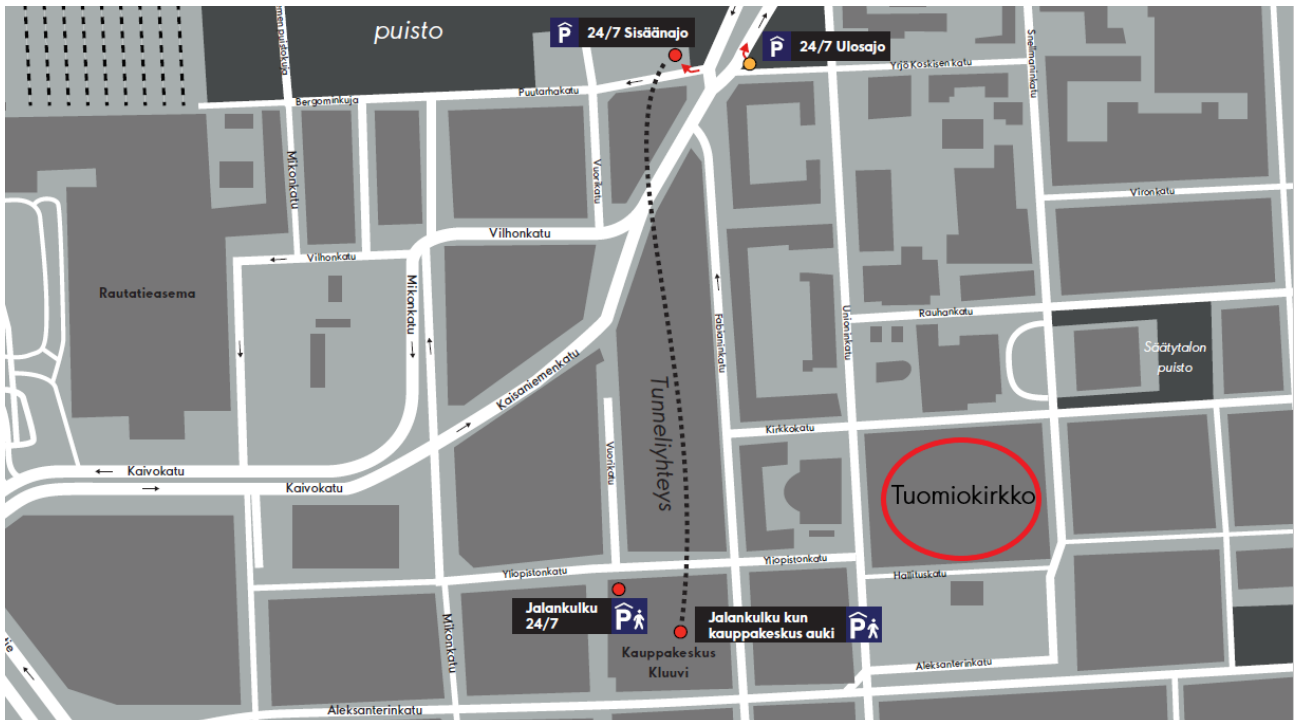 puisto
P 24/7 Sisäänajo
P 24/7 Ulosajo
Yrjö Koskisen katu
Snellmaninkatu
Puutarhakatu
Bergominkuja
Mikonkatu
Vuorikatu
Vironkatu
Vilhonkatu
Vilhonkatu
Rautatieasema
Mikonkatu
Fabianinkatu
Unioninkatu
Rauhankatu
Säätytalon
puisto
Kaisaniemenkatu
Tunneliyhteys
Kirkkokatu
Vuorikatu
Kaivokatu
Kaivokatu
Tuomiokirkko
Yliopistonkatu
Yliopistonkatu
Hallituskatu
Jalankulku
24/7
P
Jalankulku kun
kauppakeskus auki
P
Mikonkatu
Kauppakeskus
Kluuvi
Aleksanterinkatu
Aleksanterinkatu